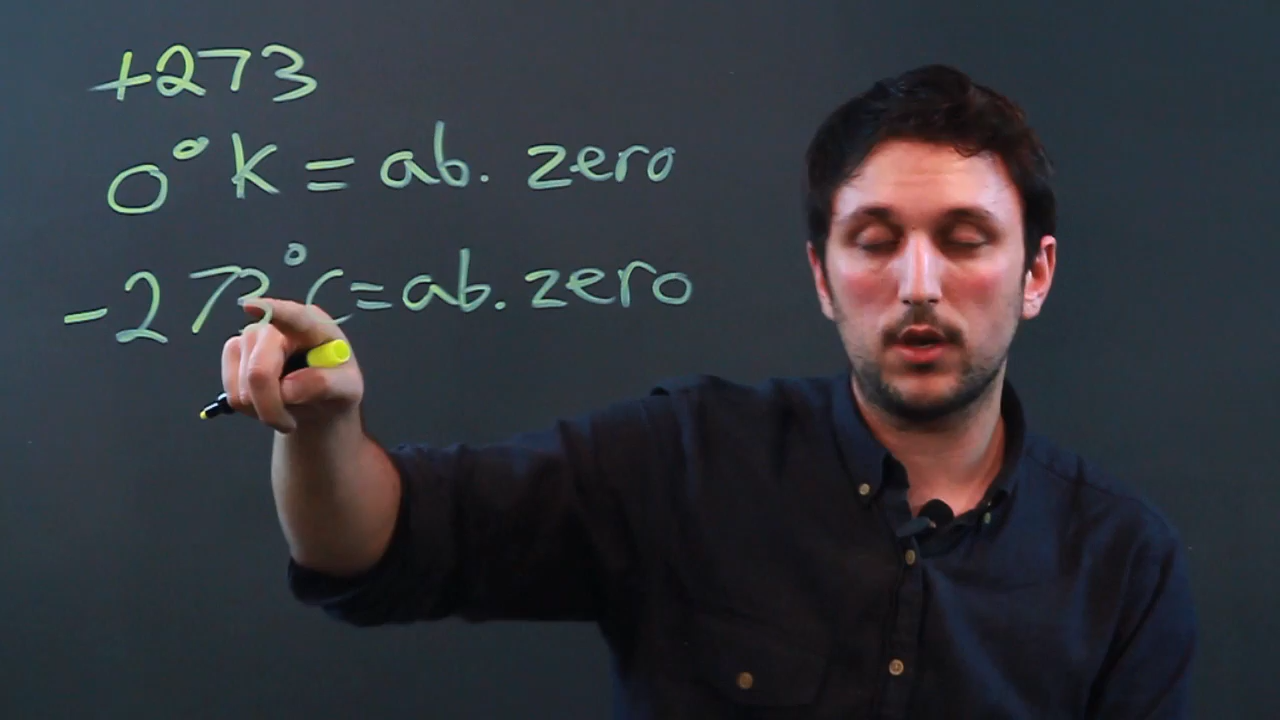 +273
0° K = ab. zero
-273°C = ab. zero